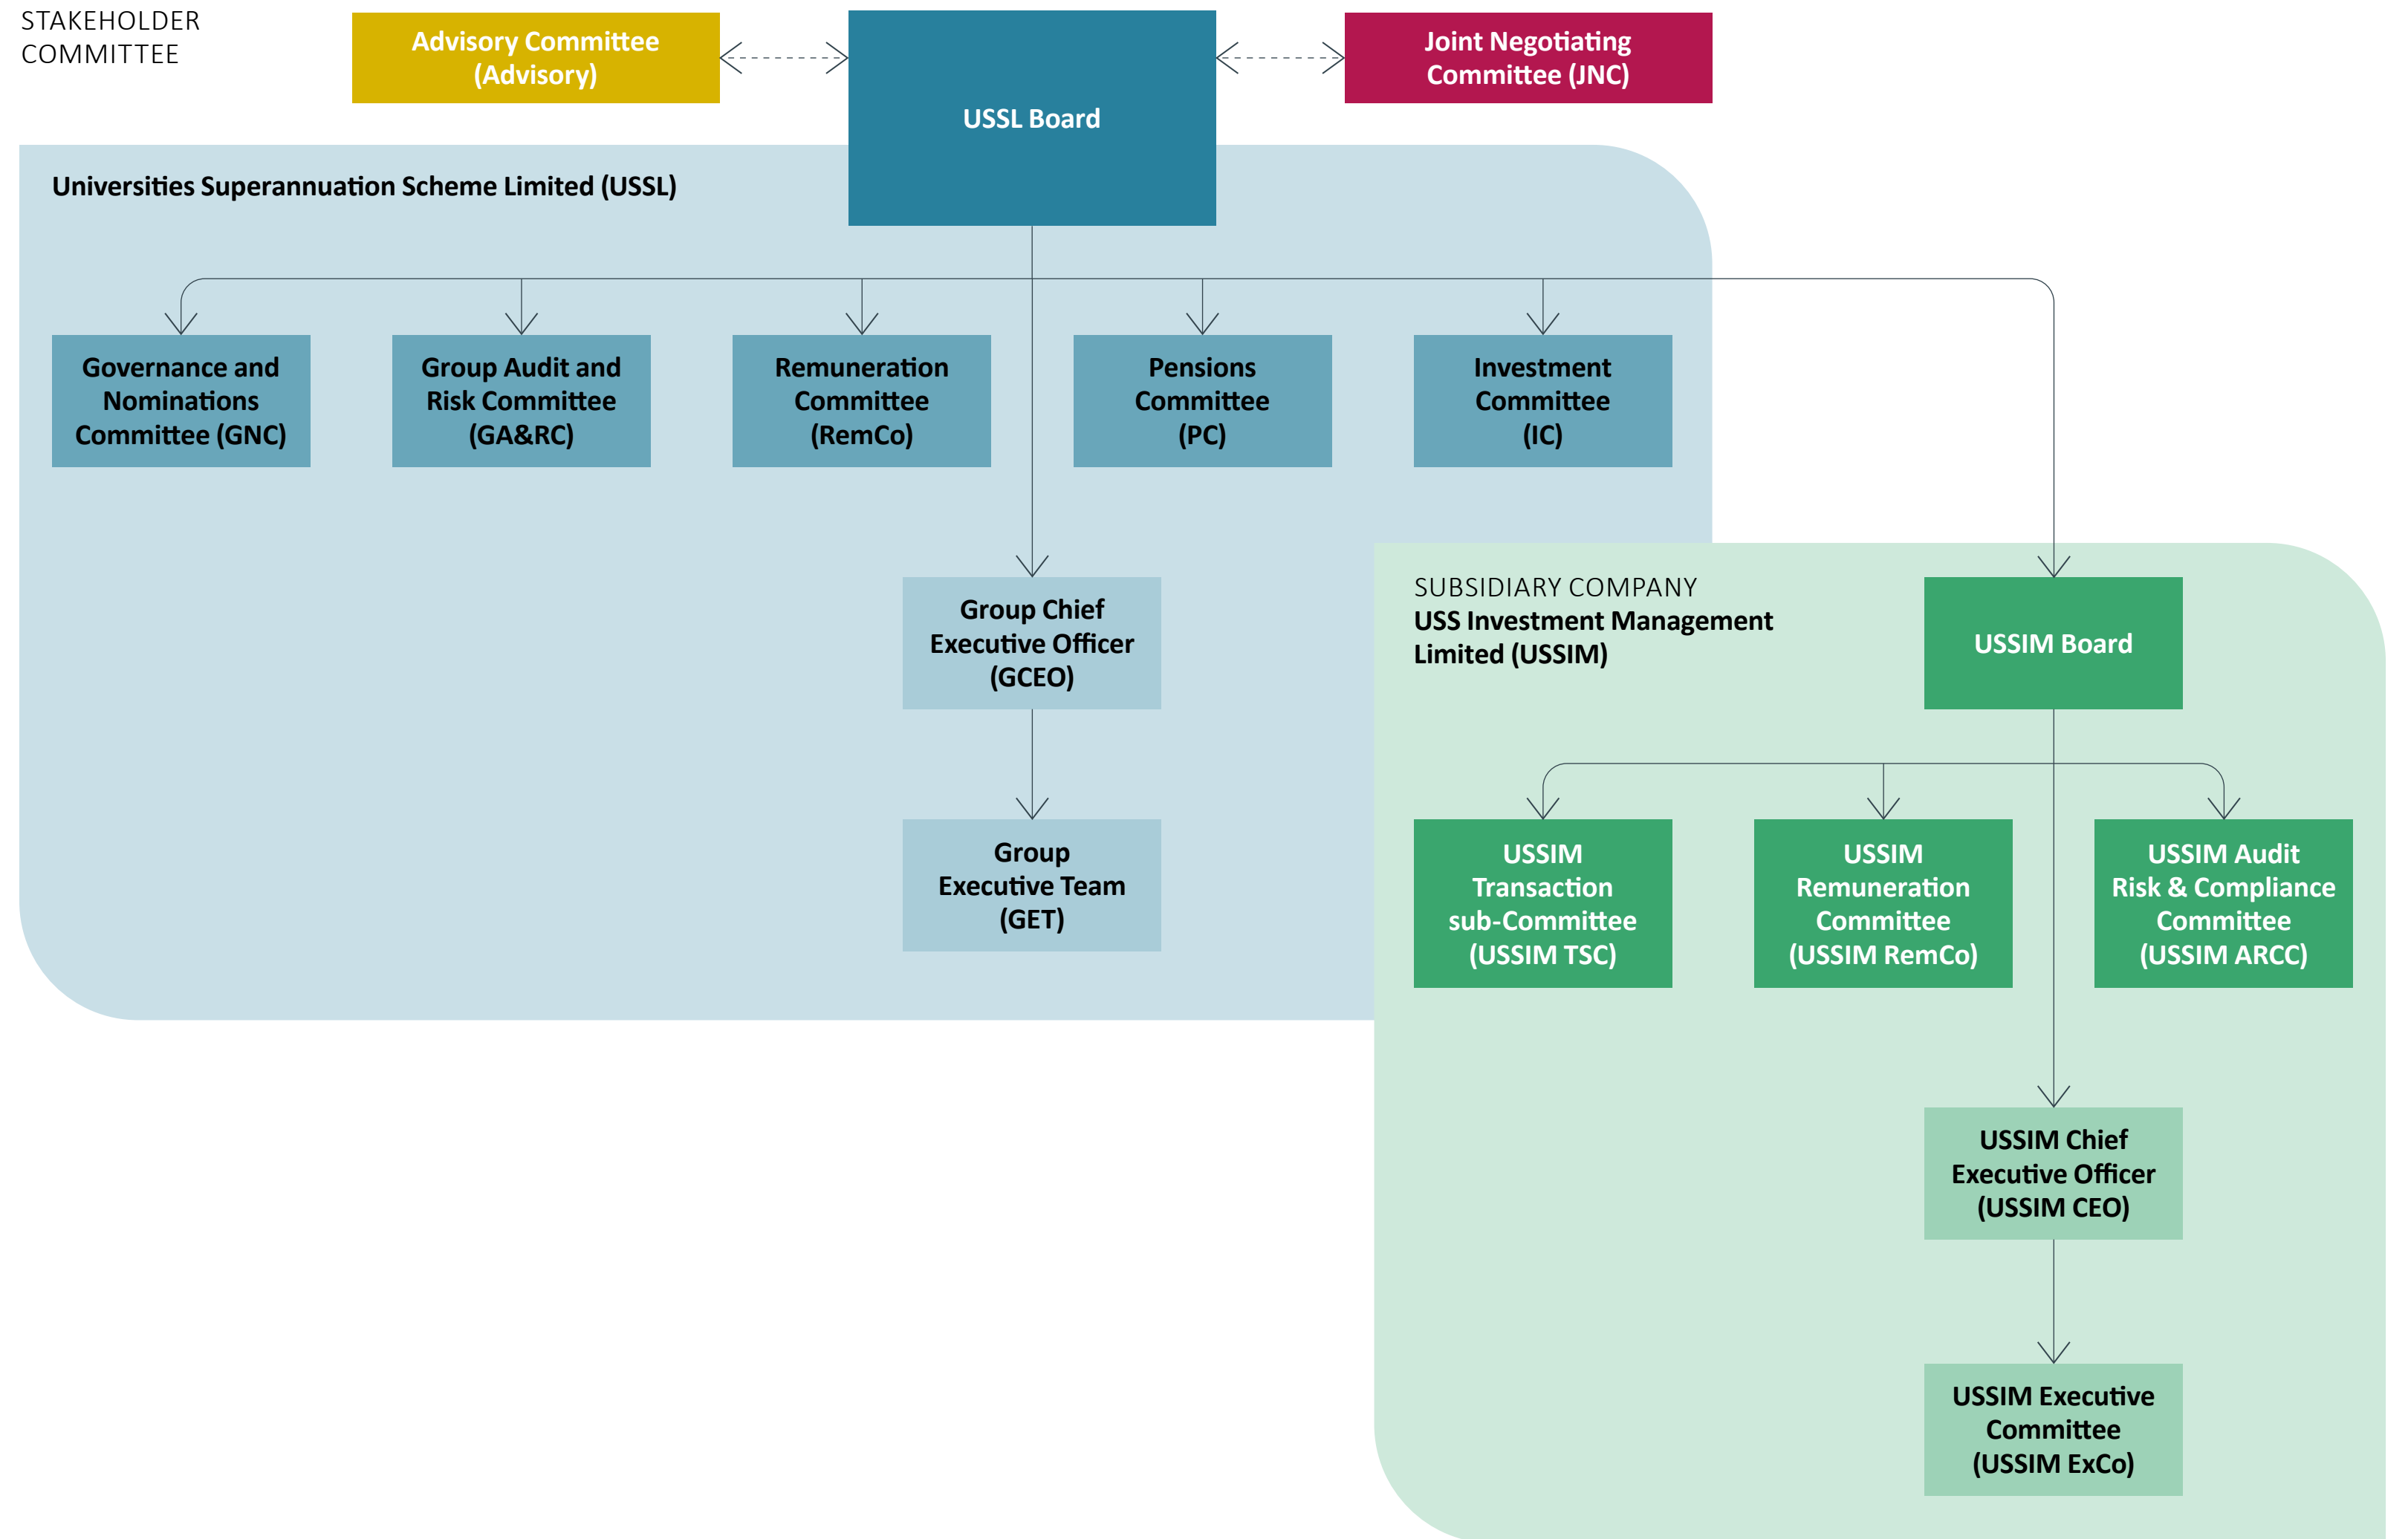 STAKEHOLDER
COMMITTEE
Advisory Committee
(Advisory)
USSL Board
Joint Negotiating
Committee (JNC)
Universities Superannuation Scheme Limited (USSL)
Governance and
Nominations
Committee (GNC)
Group Audit and
Risk Committee
(GA&RC)
Remuneration
Committee
(RemCo)
Pensions
Committee
(PC)
Investment
Committee
(IC)
Group Chief
Executive Officer
(GCEO)
Group
Executive Team
(GET)
SUBSIDIARY COMPANY
USS Investment Management
Limited (USSIM)
USSIM Board
USSIM
Transaction
sub-Committee
(USSIM TSC)
USSIM
Remuneration
Committee
(USSIM RemCo)
USSIM Audit
Risk & Compliance
Committee
(USSIM ARCC)
USSIM Chief
Executive Officer
(USSIM CEO)
USSIM Executive
Committee
(USSIM ExCo)